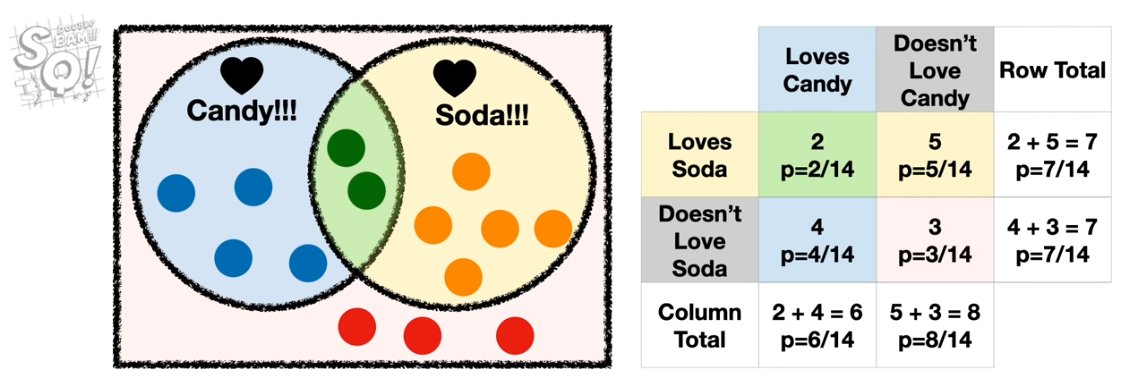 DOUBLE
BAM!!!
SQ!
Candy!!!
Soda!!!
Loves
Candy
Doesn’t
Love
Candy
Row Total
Loves
Soda
2
p=2/14
5
p=5/14
2 + 5 = 7
p=7/14
Doesn’t
Love
Soda
4
p=4/14
3
p=3/14
4 + 3 = 7
p=7/14
Column
Total
2 + 4 = 6
p=6/14
5 + 3 = 8
p=8/14